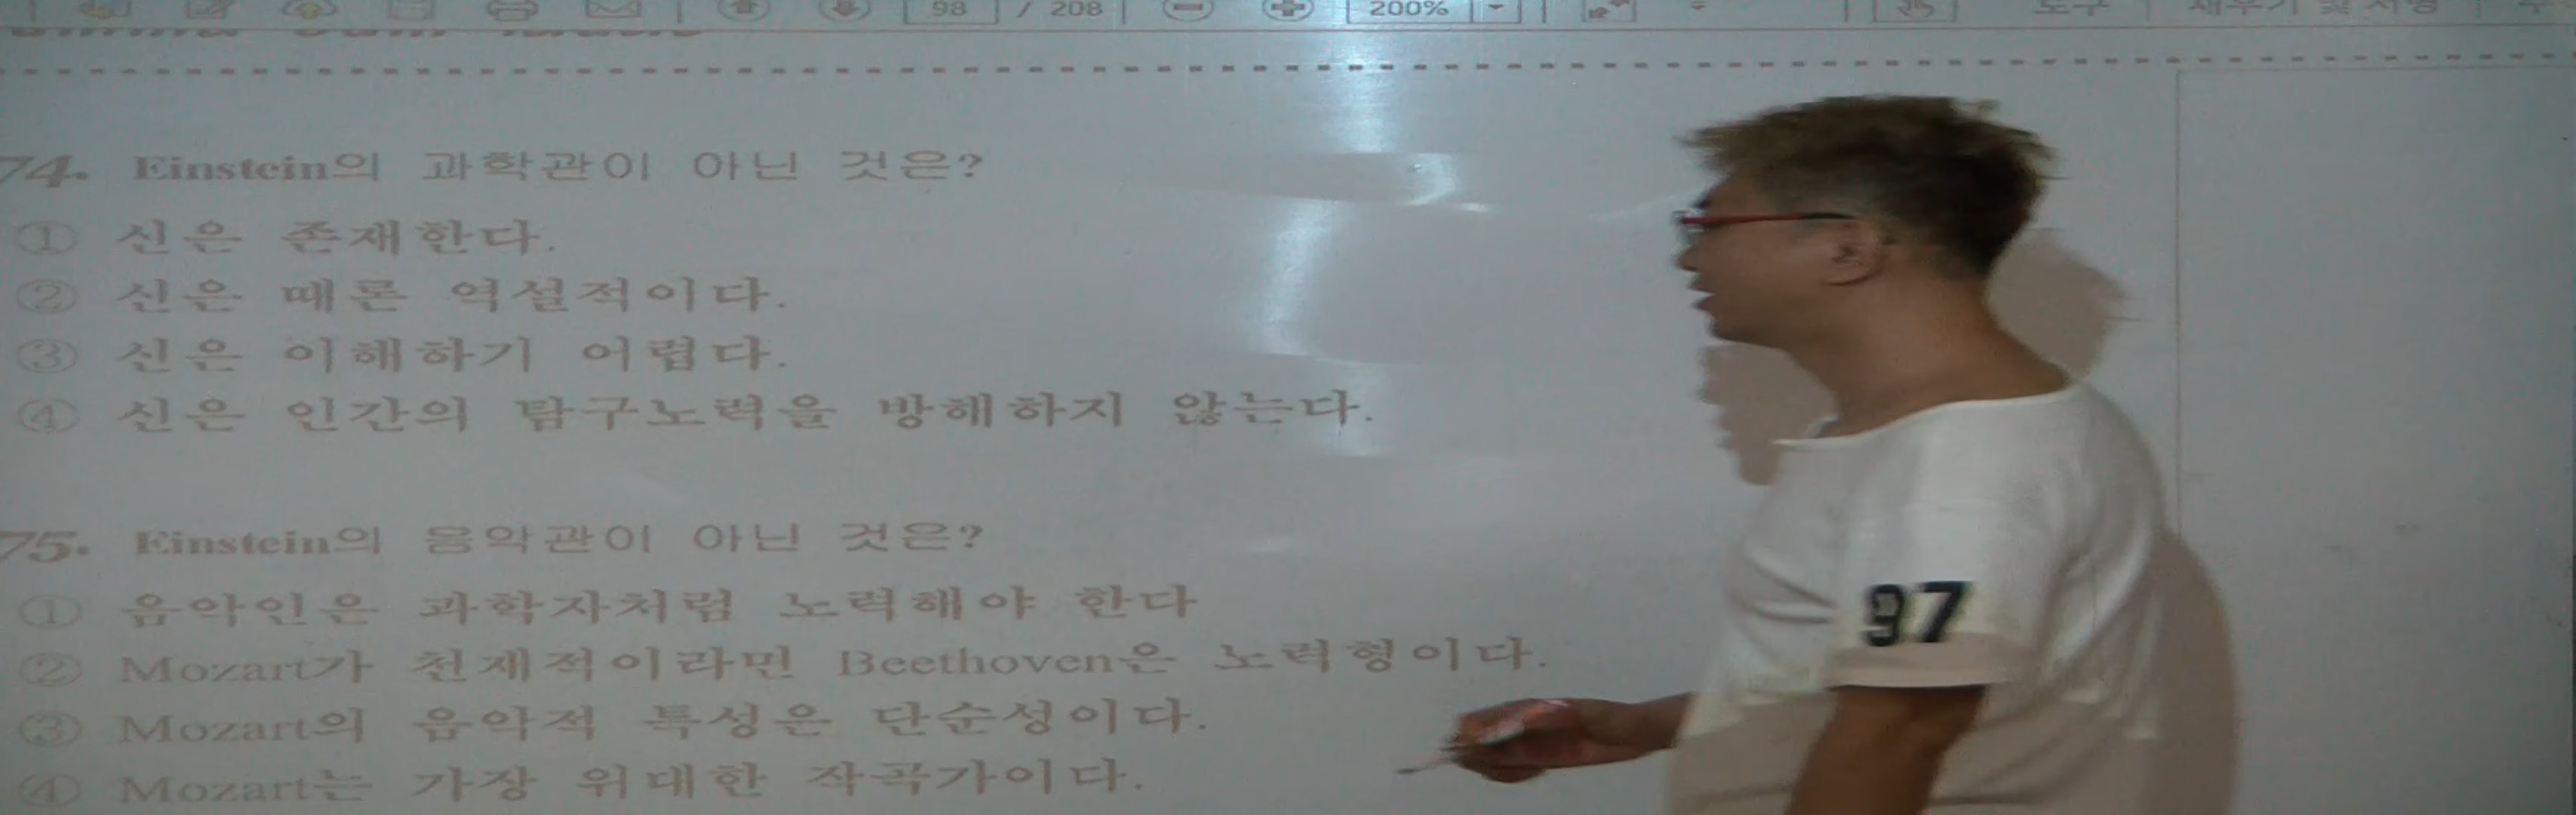 98 / 208 200% 도구
74. Einstein의 과학관이 아닌 것은?
① 신은 존재한다.
② 신은 때론 역설적이다.
③ 신은 이해하기 어렵다.
④ 신은 인간의 탐구노력을 방해하지 않는다.
75. Einstein의 음악관이 아닌 것은?
① 음악인은 과학자처럼 노력해야 한다
② Mozart가 천재적이라면 Beethoven은 노력형이다.
③ Mozart의 음악적 특성은 단순성이다.
④ Mozart는 가장 위대한 작곡가이다.
97